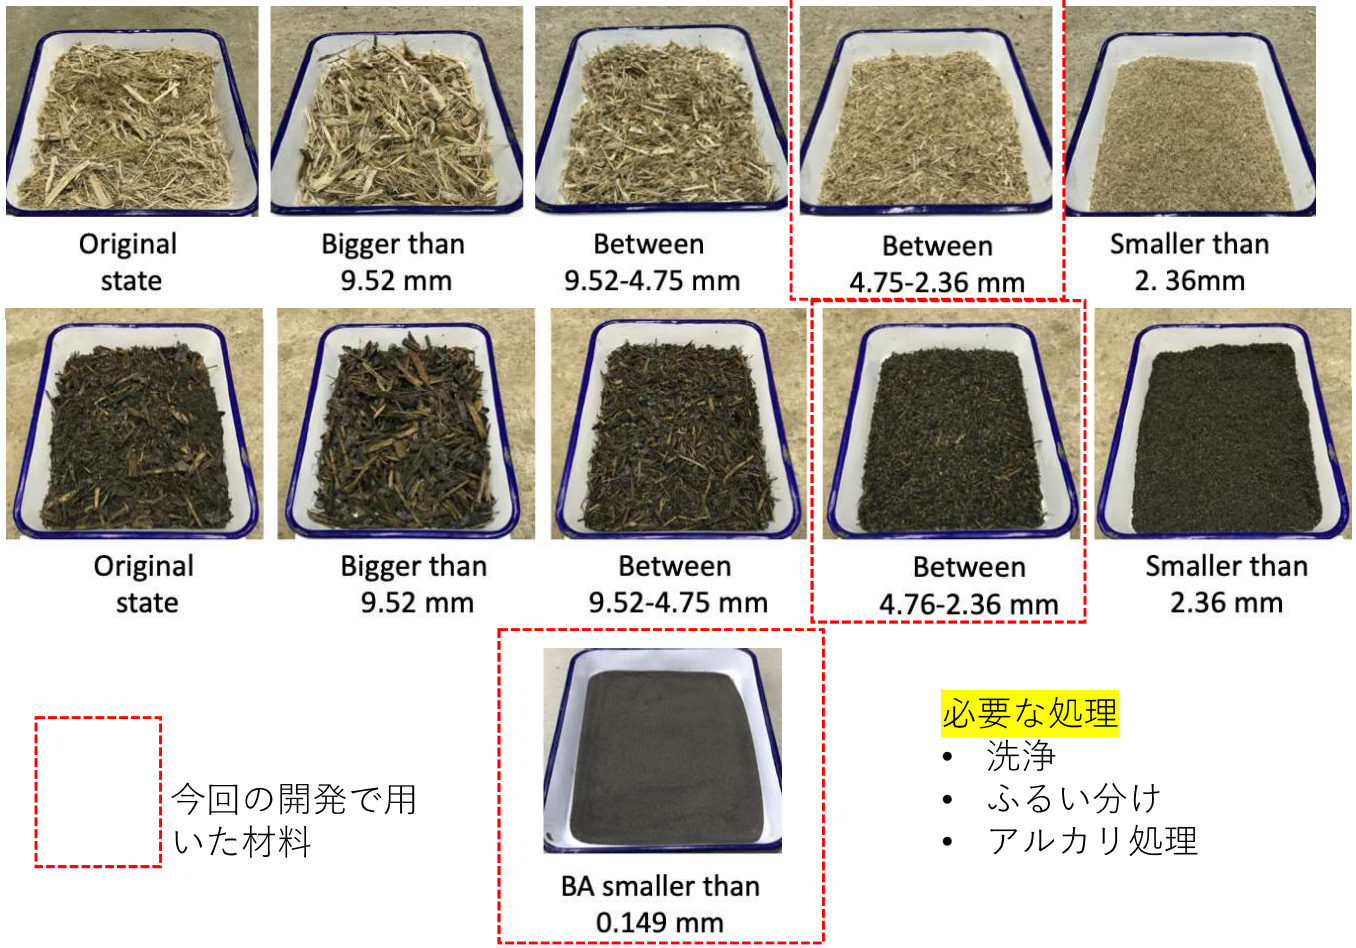 Original
state
Bigger than
9.52 mm
Between
9.52-4.75 mm
Between
4.75-2.36 mm
Smaller than
2. 36mm
Original
state
Bigger than
9.52 mm
Between
9.52-4.75 mm
Between
4.76-2.36 mm
Smaller than
2.36 mm
今回の開発で用
いた材料
BA smaller than
0.149 mm
必要な処理
• 洗浄
• ふるい分け
• アルカリ処理